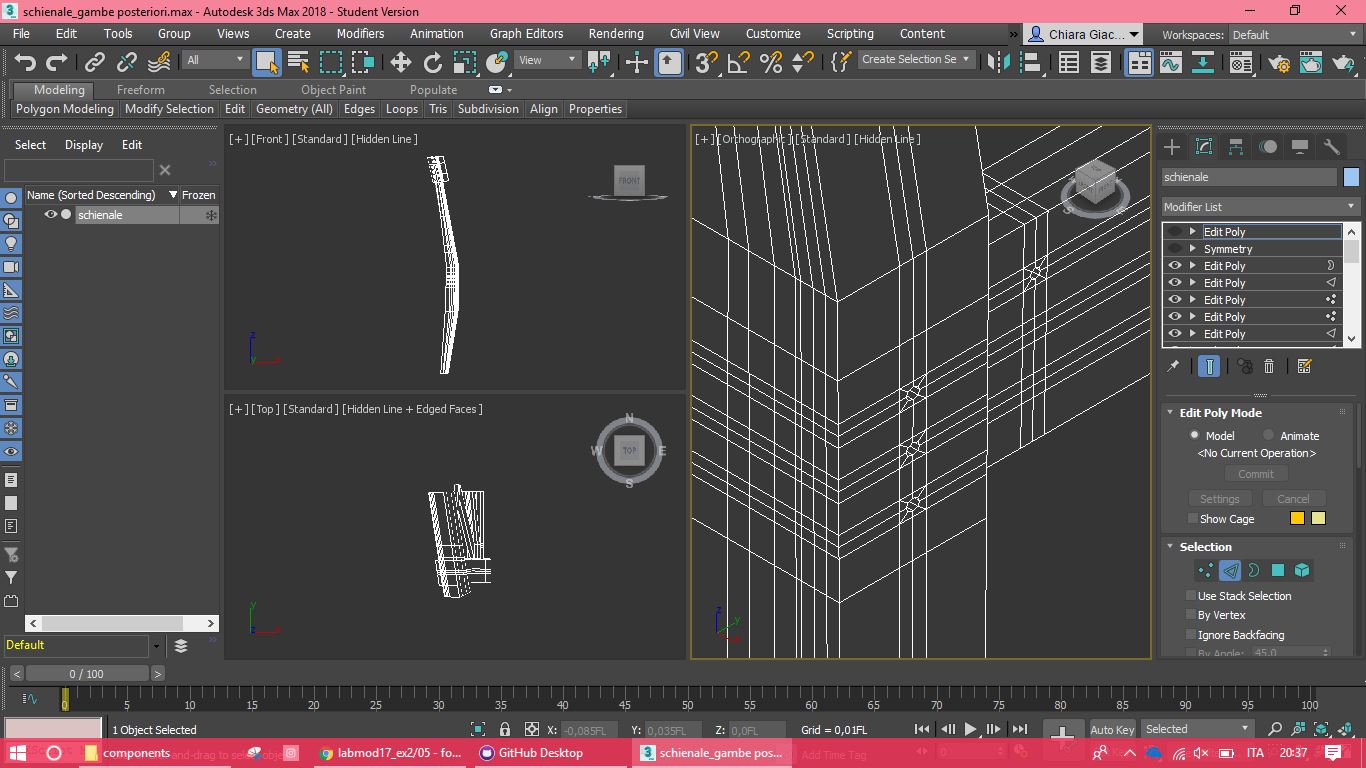 schienale_gambe posteriori.max - Autodesk 3ds Max 2018 - Student Version
File Edit Tools Group Views Create Modifiers Animation Graph Editors Rendering Civil View Customize Scripting Content » Chiara Giac... Workspaces: Default
All View Create Selection Se
Modeling Freeform Selection Object Paint Populate
Polygon Modeling Modify Selection Edit Geometry (All) Edges Loops Tris Subdivision Align Properties
Select Display Edit
Name (Sorted Descending) Frozen
schienale
[+] [Front] [Standard] [Hidden Line]
FRONT
z
x
y
[+] [Top] [Standard] [Hidden Line + Edged Faces]
N
W TOP E
S
y
z x
[+] [Orthographic] [Standard] [Hidden Line]
TOP
S
z
y
schienale
Modifier List
Edit Poly
Symmetry
Edit Poly
Edit Poly
Edit Poly
Edit Poly
Edit Poly
Edit Poly Mode
Model Animate
<No Current Operation>
Commit
Settings Cancel
Show Cage
Selection
Use Stack Selection
By Vertex
Ignore Backfacing
By Angle: 45.0
Default
< 0 / 100 >
0 5 10 15 20 25 30 35 40 45 50 55 60 65 70 75 80 85 90 95 100
1 Object Selected X: -0,085FL Y: 0,035FL Z: 0,0FL Grid = 0,01FL Auto Key Selected
components labmod17_ex2/05 - fo... GitHub Desktop schienale_gambe pos... Add Time Tag ITA 20:37